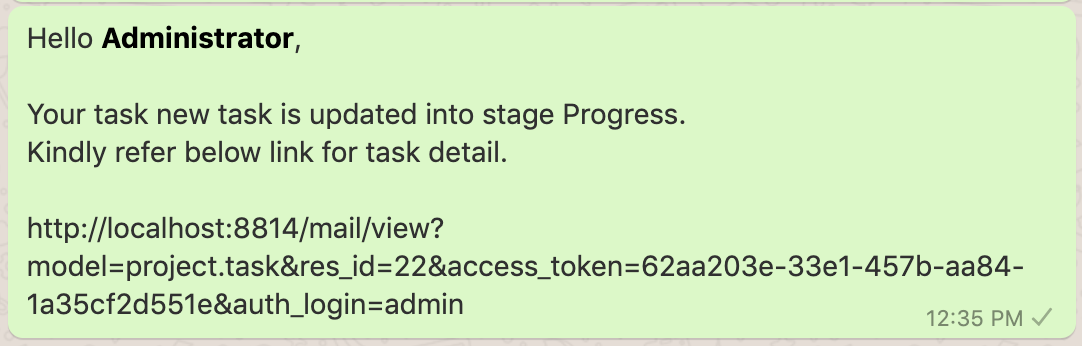 Hello Administrator,
Your task new task is updated into stage Progress.
Kindly refer below link for task detail.
http://localhost:8814/mail/view?
model=project.task&res_id=22&access_token=62aa203e-33e1-457b-aa84-
1a35cf2d551e&auth_login=admin
12:35 PM